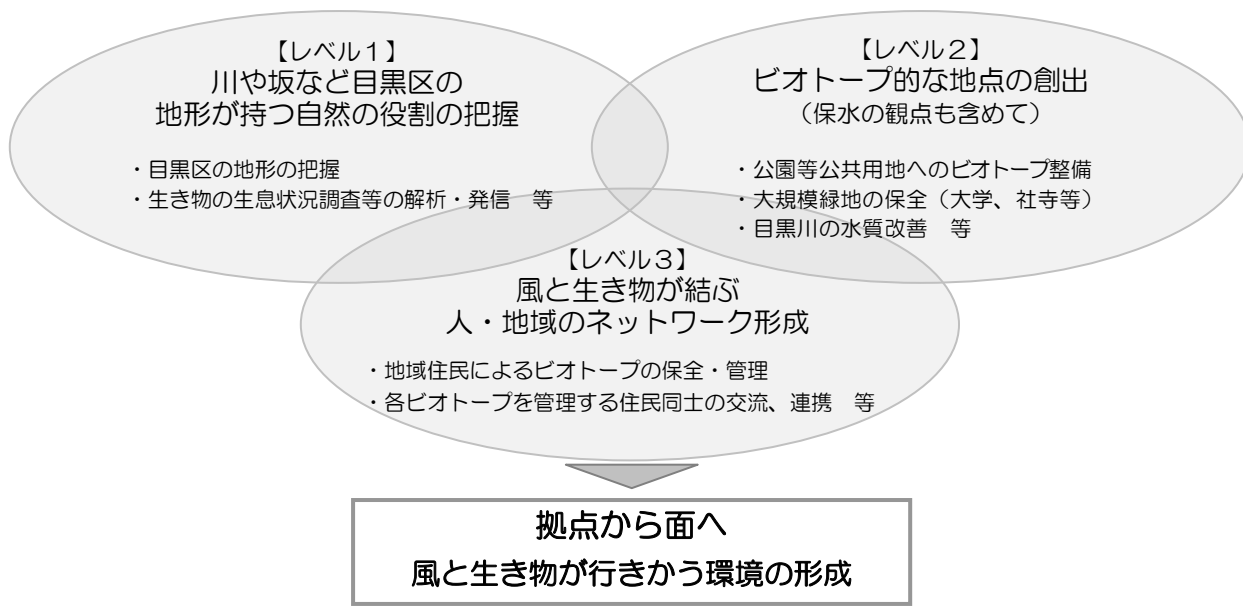 【レベル1】
川や坂など目黒区の
地形が持つ自然の役割の把握
・目黒区の地形の把握
・生き物の生息状況調査等の解析・発信　等
【レベル2】
ビオトープ的な地点の創出
（保水の観点も含めて）
・公園等公共用地へのビオトープ整備
・大規模緑地の保全（大学、社寺等）
・目黒川の水質改善　等
【レベル3】
風と生き物が結ぶ
人・地域のネットワーク形成
・地域住民によるビオトープの保全・管理
・各ビオトープを管理する住民同士の交流、連携　等
拠点から面へ
風と生き物が行きかう環境の形成